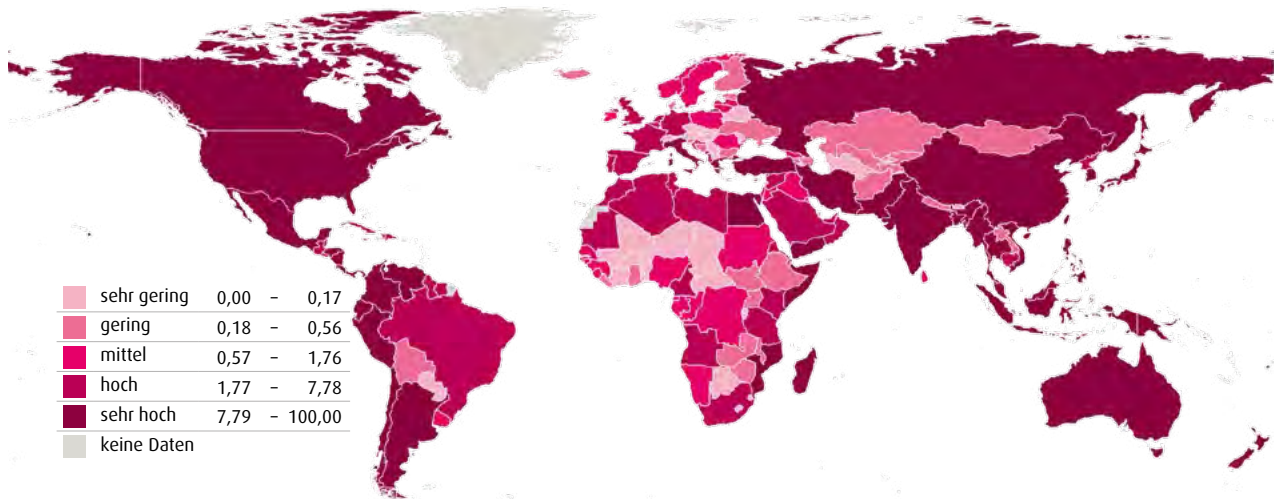 sehr gering 0,00 – 0,17
gering 0,18 – 0,56
mittel 0,57 – 1,76
hoch 1,77 – 7,78
sehr hoch 7,79 – 100,00
keine Daten